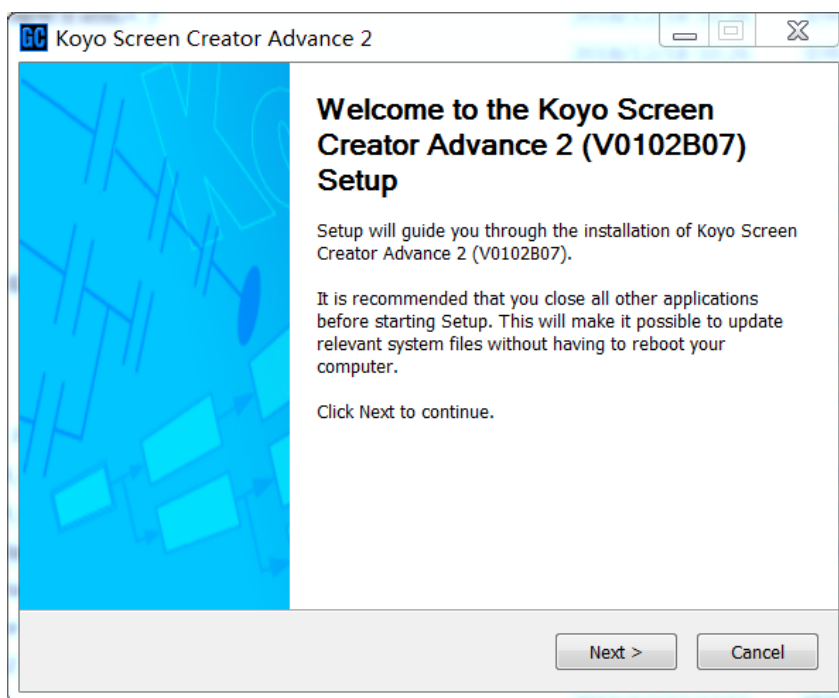 GC Koyo Screen Creator Advance 2
Welcome to the Koyo Screen
Creator Advance 2 (V0102B07)
Setup
Setup will guide you through the installation of Koyo Screen
Creator Advance 2 (V0102B07).
It is recommended that you close all other applications
before starting Setup. This will make it possible to update
relevant system files without having to reboot your
computer.
Click Next to continue.
Next >
Cancel